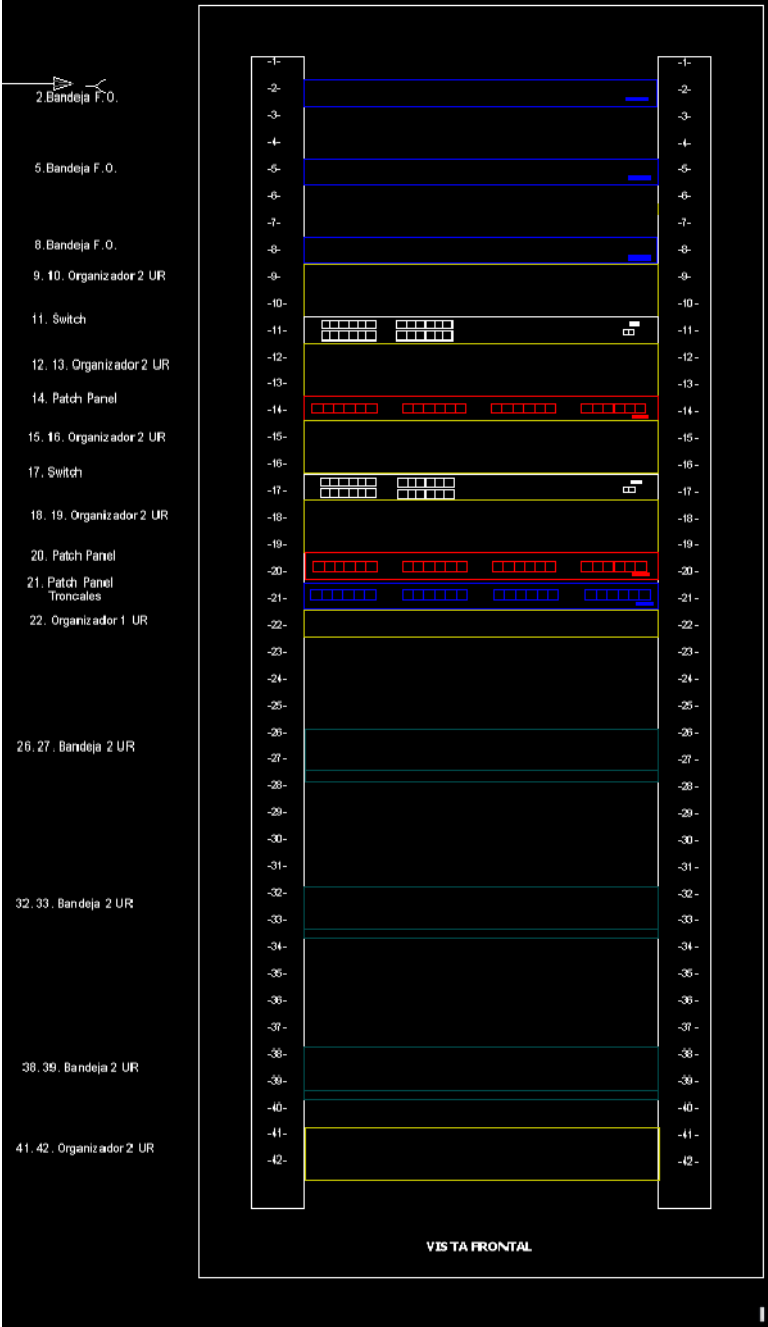 -1- -1-
-2- -2-
2.Bandeja F.O.
-3- -3-
-4- -4-
5.Bandeja F.O. -5- -5-
-6- -6-
-7- -7-
8.Bandeja F.O. -8- -8-
9. 10. Organizador 2 UR -9- -9-
-10- -10-
11. Switch -11- -11-
12. 13. Organizador 2 UR -12- -12-
-13- -13-
14. Patch Panel -14- -14-
15. 16. Organizador 2 UR -15- -15-
-16- -16-
17. Switch -17- -17-
18. 19. Organizador 2 UR -18- -18-
-19- -19-
20. Patch Panel -20- -20-
21. Patch Panel
Troncales -21- -21-
22. Organizador 1 UR -22- -22-
-23- -23-
-24- -24-
-25- -25-
-26- -26-
26. 27. Bandeja 2 UR -27- -27-
-28- -28-
-29- -29-
-30- -30-
-31- -31-
32. 33. Bandeja 2 UR -32- -32-
-33- -33-
-34- -34-
-35- -35-
-36- -36-
-37- -37-
38. 39. Bandeja 2 UR -38- -38-
-39- -39-
-40- -40-
-41- -41-
41. 42. Organizador 2 UR -42- -42-
VISTA FRONTAL